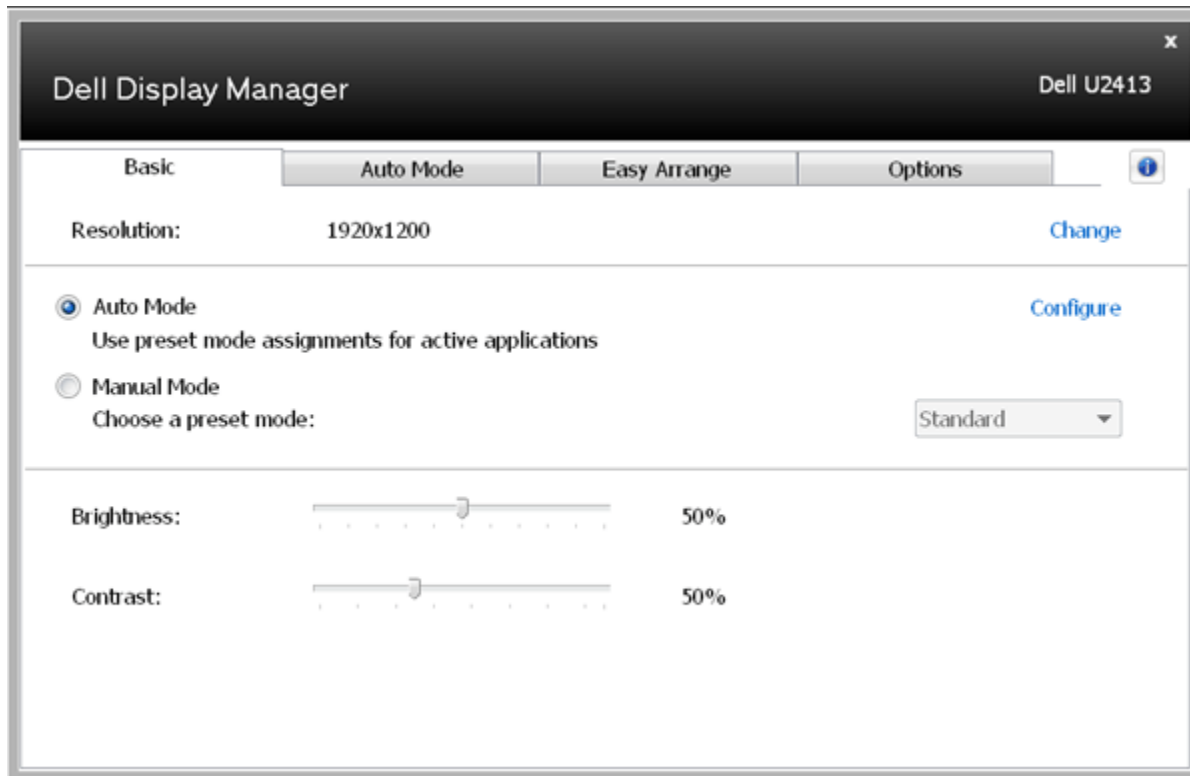 x
Dell Display Manager Dell U2413
Basic Auto Mode Easy Arrange Options
Resolution: 1920x1200 Change
Auto Mode Configure
Use preset mode assignments for active applications
Manual Mode
Choose a preset mode: Standard
Brightness: 50%
Contrast: 50%